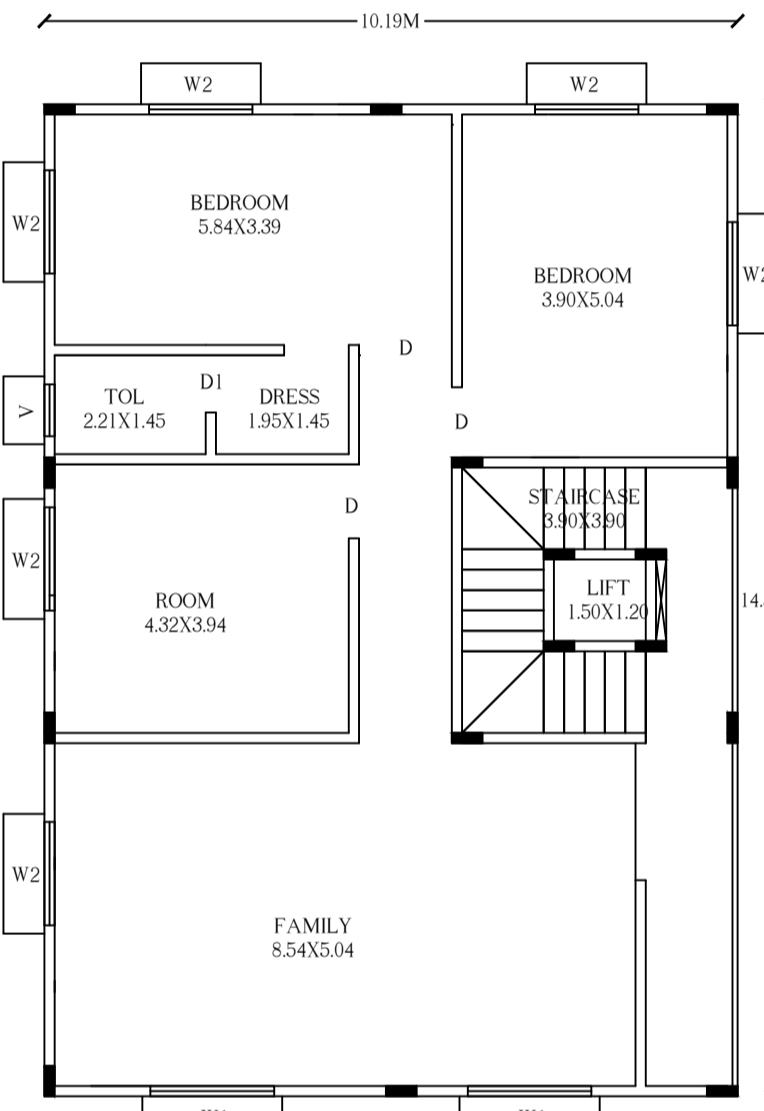 10.19M
W2
W2
W2
BEDROOM
5.84X3.39
BEDROOM
3.90X5.04
W2
D
V
TOL
2.21X1.45
D1
DRESS
1.95X1.45
D
STAIRCASE
3.90X3.90
D
W2
ROOM
4.32X3.94
LIFT
1.50X1.20
14.
W2
FAMILY
8.54X5.04